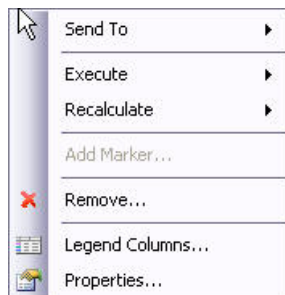 Send To
Execute
Recalculate
Add Marker...
Remove...
Legend Columns...
Properties...